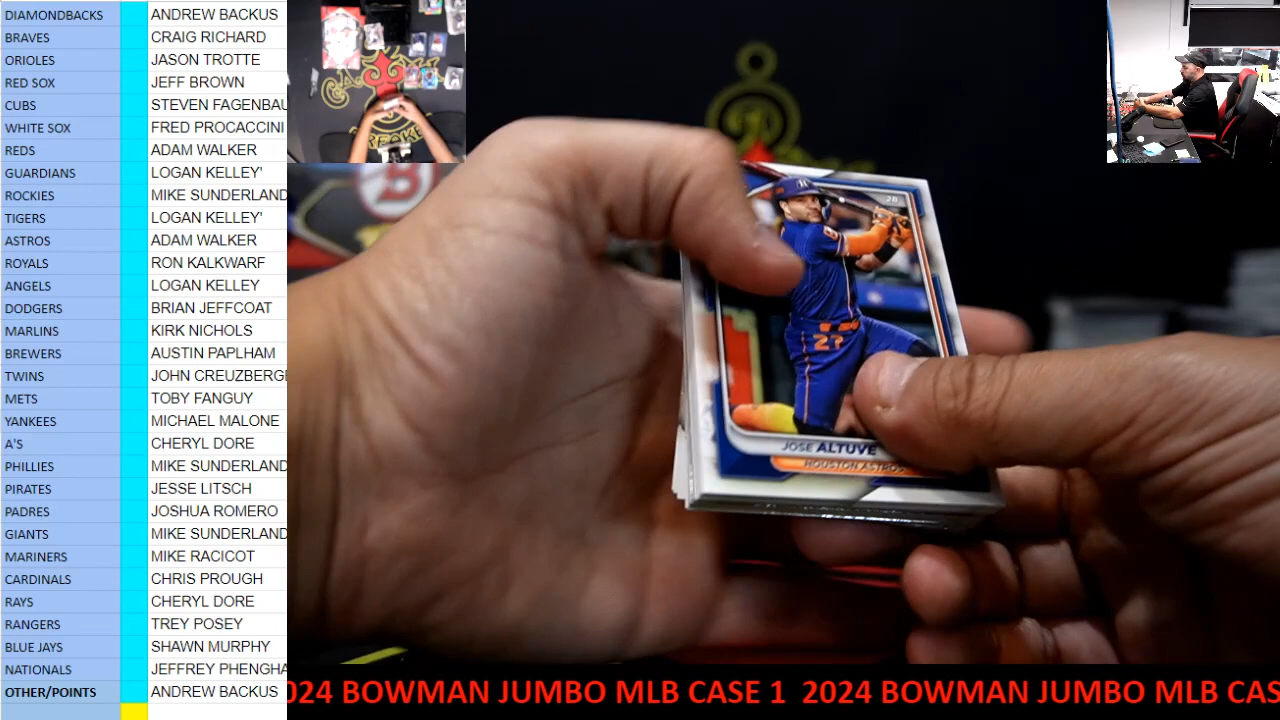 DIAMONDBACKS ANDREW BACKUS
BRAVES CRAIG RICHARD
ORIOLES JASON TROTTE
RED SOX JEFF BROWN
CUBS STEVEN FAGENBAU
WHITE SOX FRED PROCACCINI
REDS ADAM WALKER
GUARDIANS LOGAN KELLEY'
ROCKIES MIKE SUNDERLAND
TIGERS LOGAN KELLEY'
ASTROS ADAM WALKER
ROYALS RON KALKWARF
ANGELS LOGAN KELLEY
DODGERS BRIAN JEFFCOAT
MARLINS KIRK NICHOLS
BREWERS AUSTIN PAPLHAM
TWINS JOHN CREUZBERGE
METS TOBY FANGUY
YANKEES MICHAEL MALONE
A'S CHERYL DORE
PHILLIES MIKE SUNDERLAND
PIRATES JESSE LITSCH
PADRES JOSHUA ROMERO
GIANTS MIKE SUNDERLAND
MARINERS MIKE RACICOT
CARDINALS CHRIS PROUGH
RAYS CHERYL DORE
RANGERS TREY POSEY
BLUE JAYS SHAWN MURPHY
NATIONALS JEFFREY PHENGHA
OTHER/POINTS ANDREW BACKUS
27
JOSE ALTUVE
HOUSTON ASTROS
024 BOWMAN JUMBO MLB CASE 1 2024 BOWMAN JUMBO MLB CAS